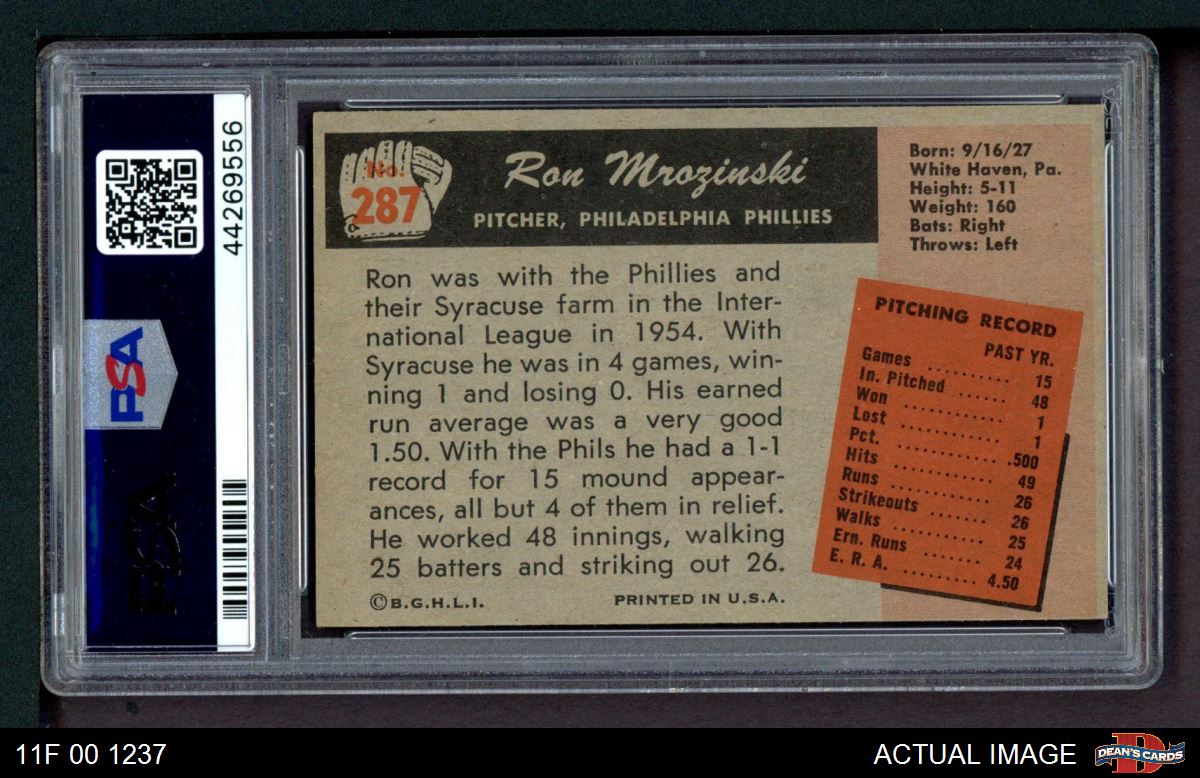 44269556
PSA
PSA
No.
287
Ron Mrozinski
PITCHER, PHILADELPHIA PHILLIES
Born: 9/16/27
White Haven, Pa.
Height: 5-11
Weight: 160
Bats: Right
Throws: Left
Ron was with the Phillies and
their Syracuse farm in the Inter-
national League in 1954. With
Syracuse he was in 4 games, win-
ning 1 and losing 0. His earned
run average was a very good
1.50. With the Phils he had a 1-1
record for 15 mound appear-
ances, all but 4 of them in relief.
He worked 48 innings, walking
25 batters and striking out 26.
©B.G.H.L.I. PRINTED IN U.S.A.
PITCHING RECORD
PAST YR.
Games .......... 15
In. Pitched ...... 48
Won ............ 1
Lost ............ 1
Pct. ........... .500
Hits ........... 49
Runs .......... 26
Strikeouts ....... 26
Walks .......... 25
Ern. Runs ...... 24
E. R. A. ......... 4.50
11F 00 1237
ACTUAL IMAGE
D
DEAN'S CARDS